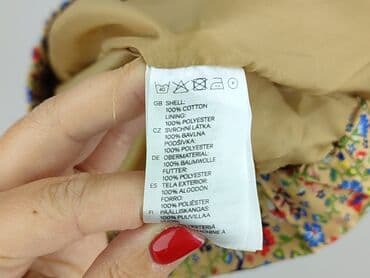 GB SHELL:
100% COTTON
LINING:
100% POLYESTER
CZ SVRCHNÍ LÁTKA:
100% BAVLNA
PODŠÍVKA:
100% POLYESTER
DE OBERMATERIAL:
100% BAUMWOLLE
FUTTER:
100% POLYESTER
ES TELA EXTERIOR:
100% ALGODÓN
FORRO:
100% POLIÉSTER
FI PÄÄLLISKANGAS:
100% PUUVILLAA